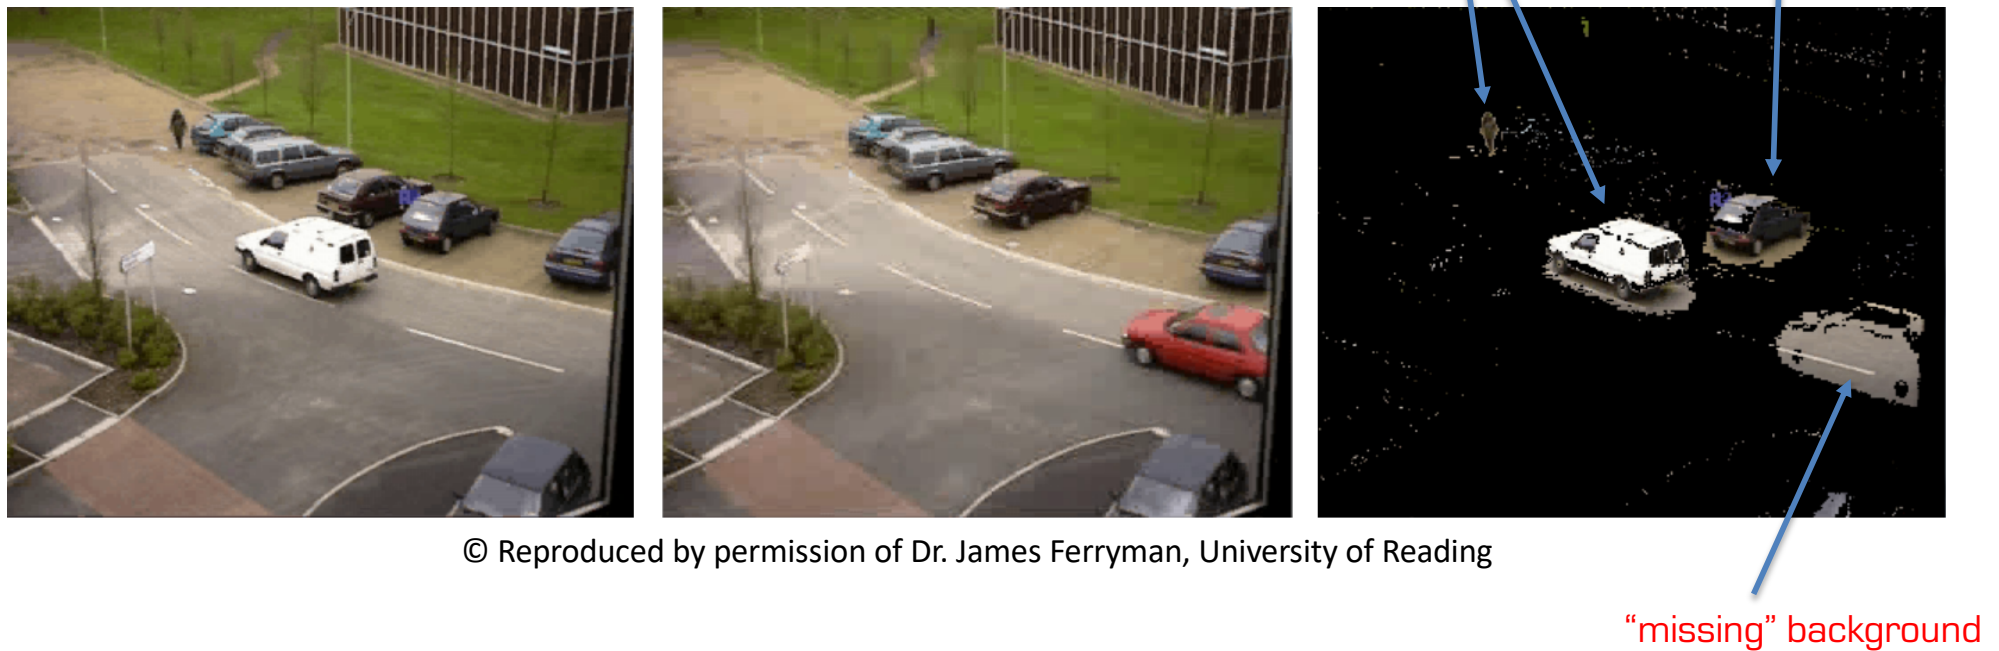 © Reproduced by permission of Dr. James Ferryman, University of Reading
“missing” background